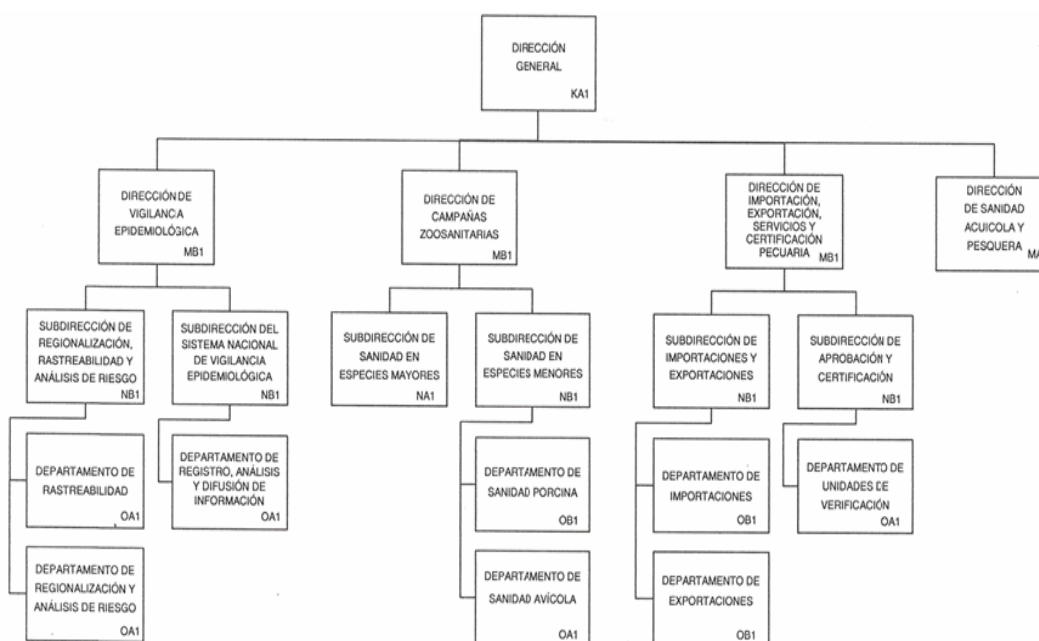 DIRECCIÓN
GENERAL
KA1
DIRECCIÓN DE
VIGILANCIA
EPIDEMIOLÓGICA
MB1
DIRECCIÓN DE
CAMPAÑAS
ZOOSANITARIAS
MB1
DIRECCIÓN DE
IMPORTACIÓN,
EXPORTACIÓN,
SERVICIOS Y
CERTIFICACIÓN
PECUARIA
MB1
DIRECCIÓN
DE SANIDAD
ACUICOLA Y
PESQUERA
SUBDIRECCIÓN DE
REGIONALIZACIÓN,
RASTREABILIDAD Y
ANÁLISIS DE RIESGO
NB1
SUBDIRECCIÓN DEL
SISTEMA NACIONAL
DE VIGILANCIA
EPIDEMIOLÓGICA
NB1
SUBDIRECCIÓN DE
SANIDAD EN
ESPECIES MAYORES
NA1
SUBDIRECCIÓN DE
SANIDAD EN
ESPECIES MENORES
NB1
SUBDIRECCIÓN DE
IMPORTACIONES Y
EXPORTACIONES
NB1
SUBDIRECCIÓN DE
APROBACIÓN Y
CERTIFICACIÓN
NB1
DEPARTAMENTO DE
RASTREABILIDAD
OA1
DEPARTAMENTO DE
REGISTRO, ANÁLISIS
Y DIFUSIÓN DE
INFORMACIÓN
OA1
DEPARTAMENTO DE
SANIDAD PORCINA
OB1
DEPARTAMENTO DE
IMPORTACIONES
OB1
DEPARTAMENTO DE
UNIDADES DE
VERIFICACIÓN
OA1
DEPARTAMENTO DE
REGIONALIZACIÓN Y
ANÁLISIS DE RIESGO
OA1
DEPARTAMENTO DE
SANIDAD AVÍCOLA
OA1
DEPARTAMENTO DE
EXPORTACIONES
OB1